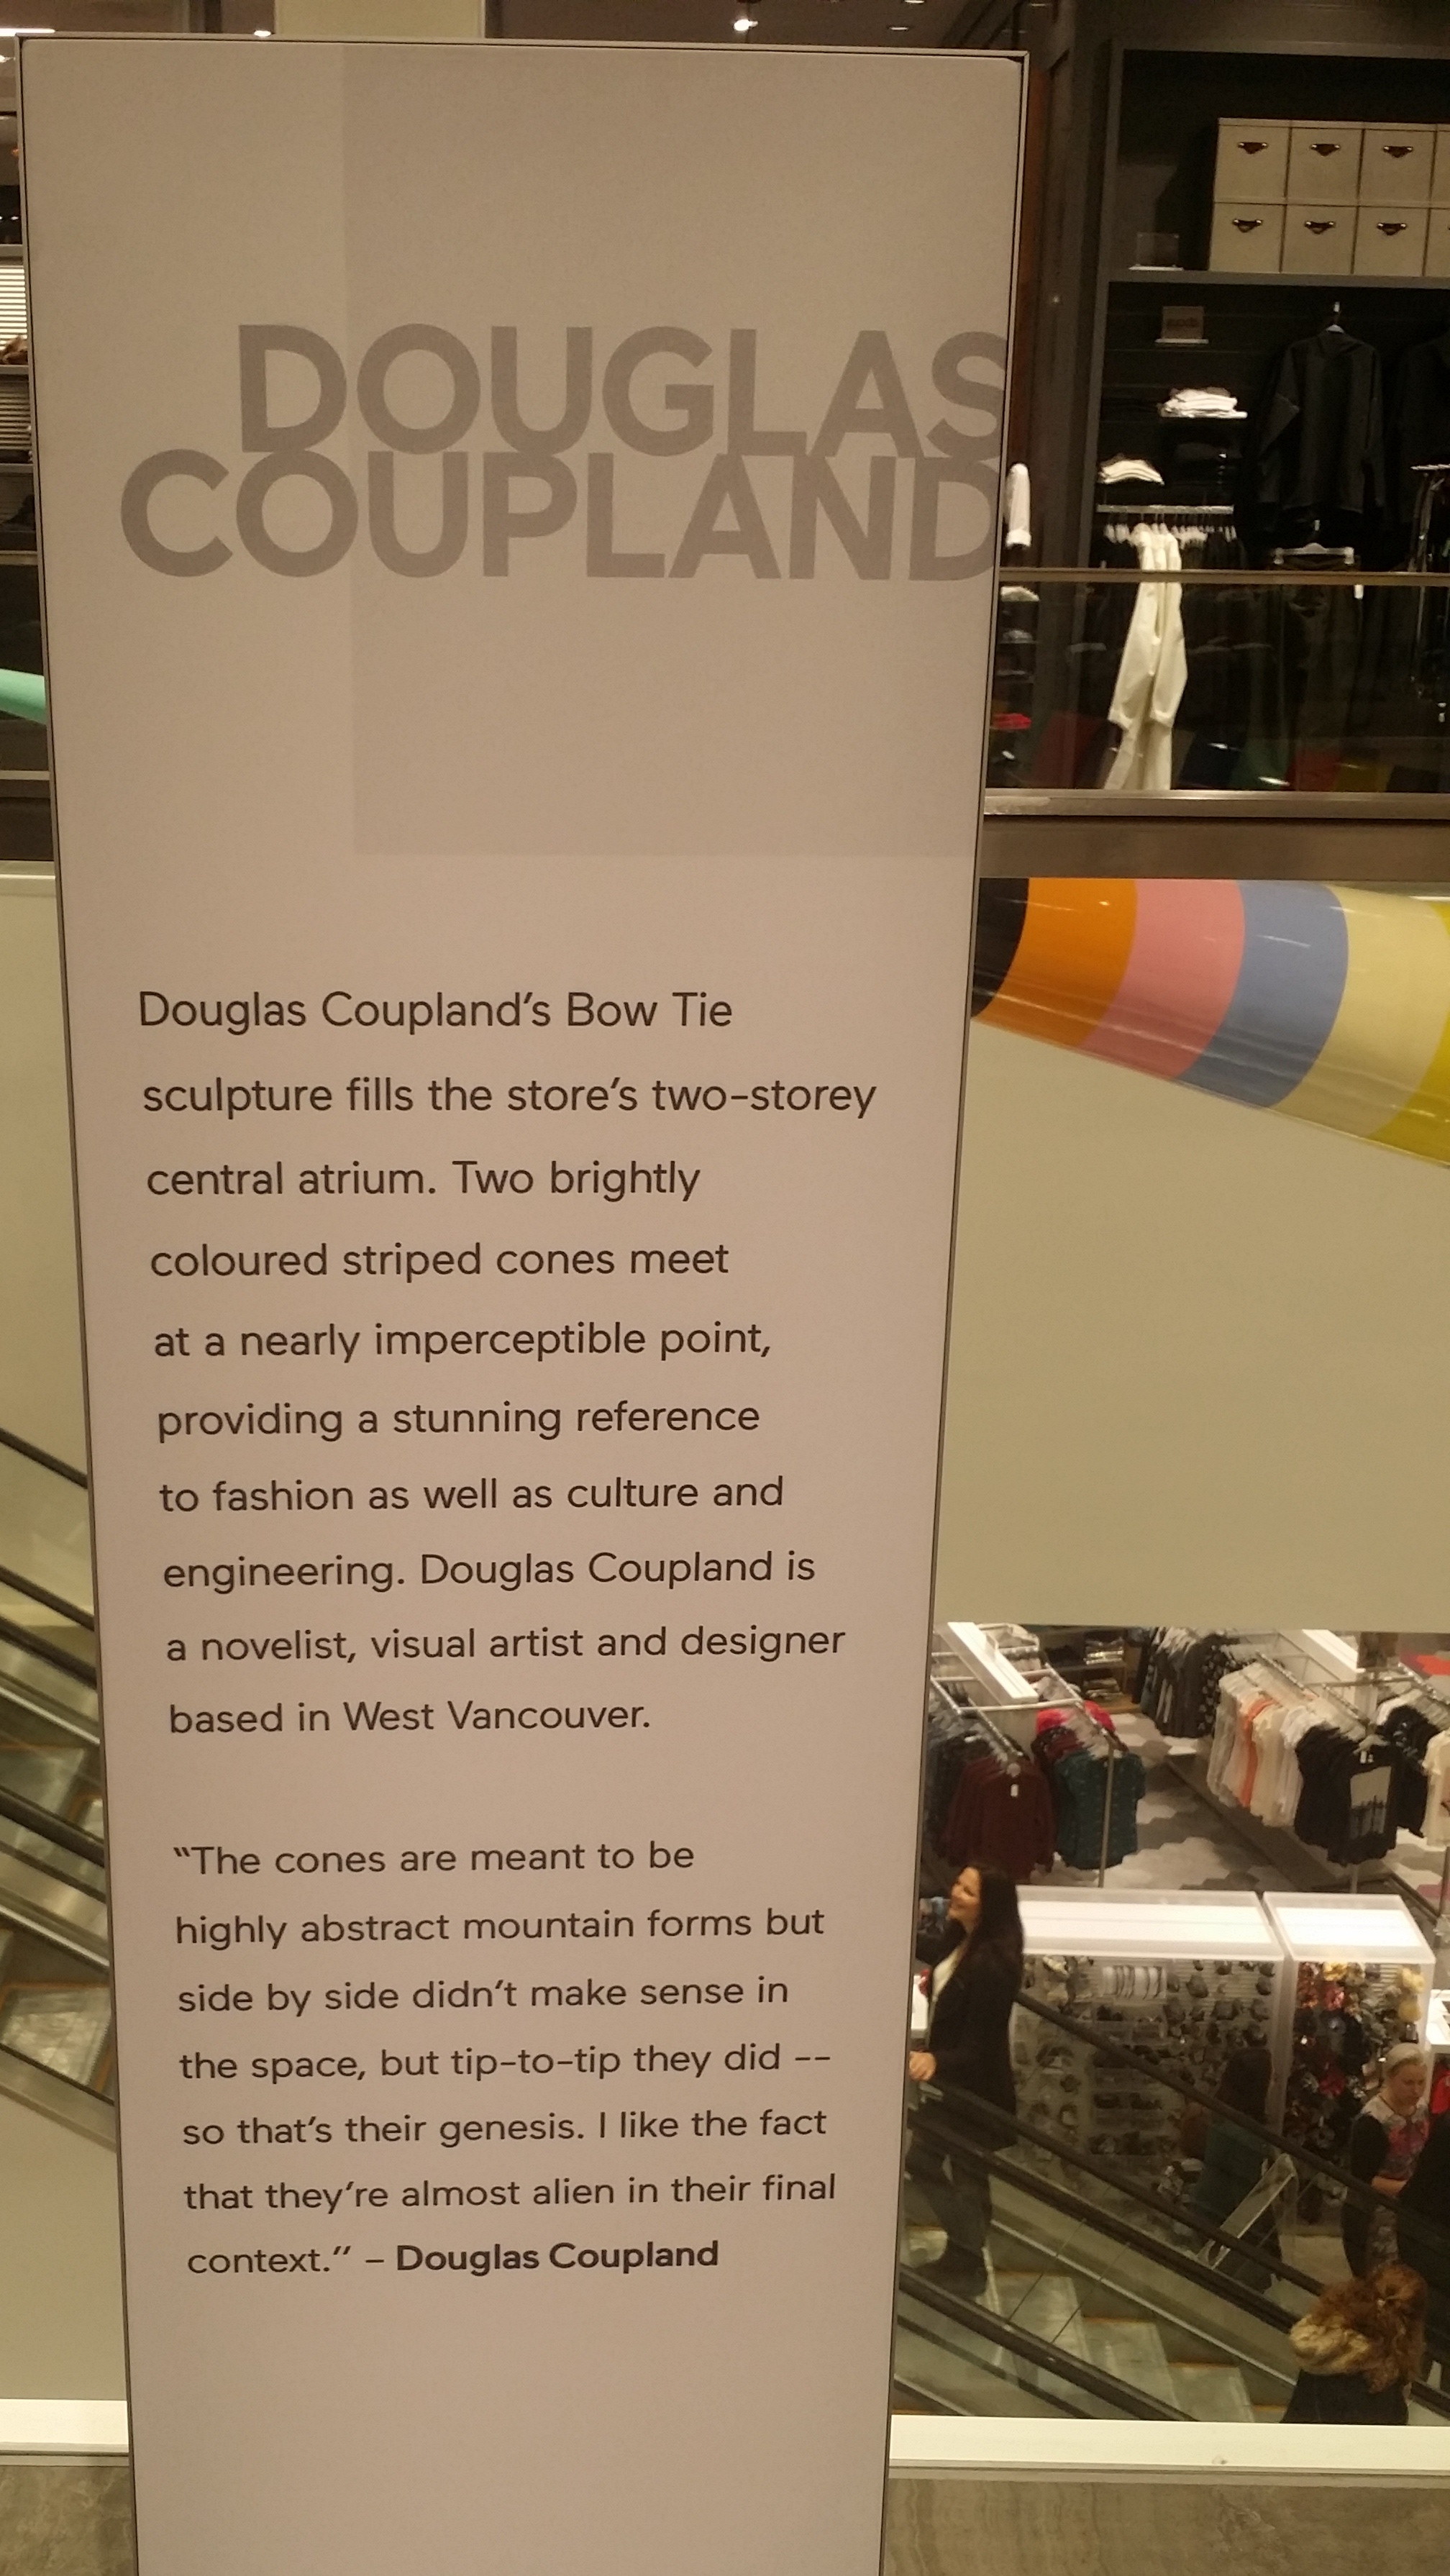 DOUGLAS
COUPLAND
Douglas Coupland's Bow Tie
sculpture fills the store's two-storey
central atrium. Two brightly
coloured striped cones meet
at a nearly imperceptible point,
providing a stunning reference
to fashion as well as culture and
engineering. Douglas Coupland is
a novelist, visual artist and designer
based in West Vancouver.
"The cones are meant to be
highly abstract mountain forms but
side by side didn't make sense in
the space, but tip-to-tip they did --
so that's their genesis. I like the fact
that they're almost alien in their final
context." – Douglas Coupland